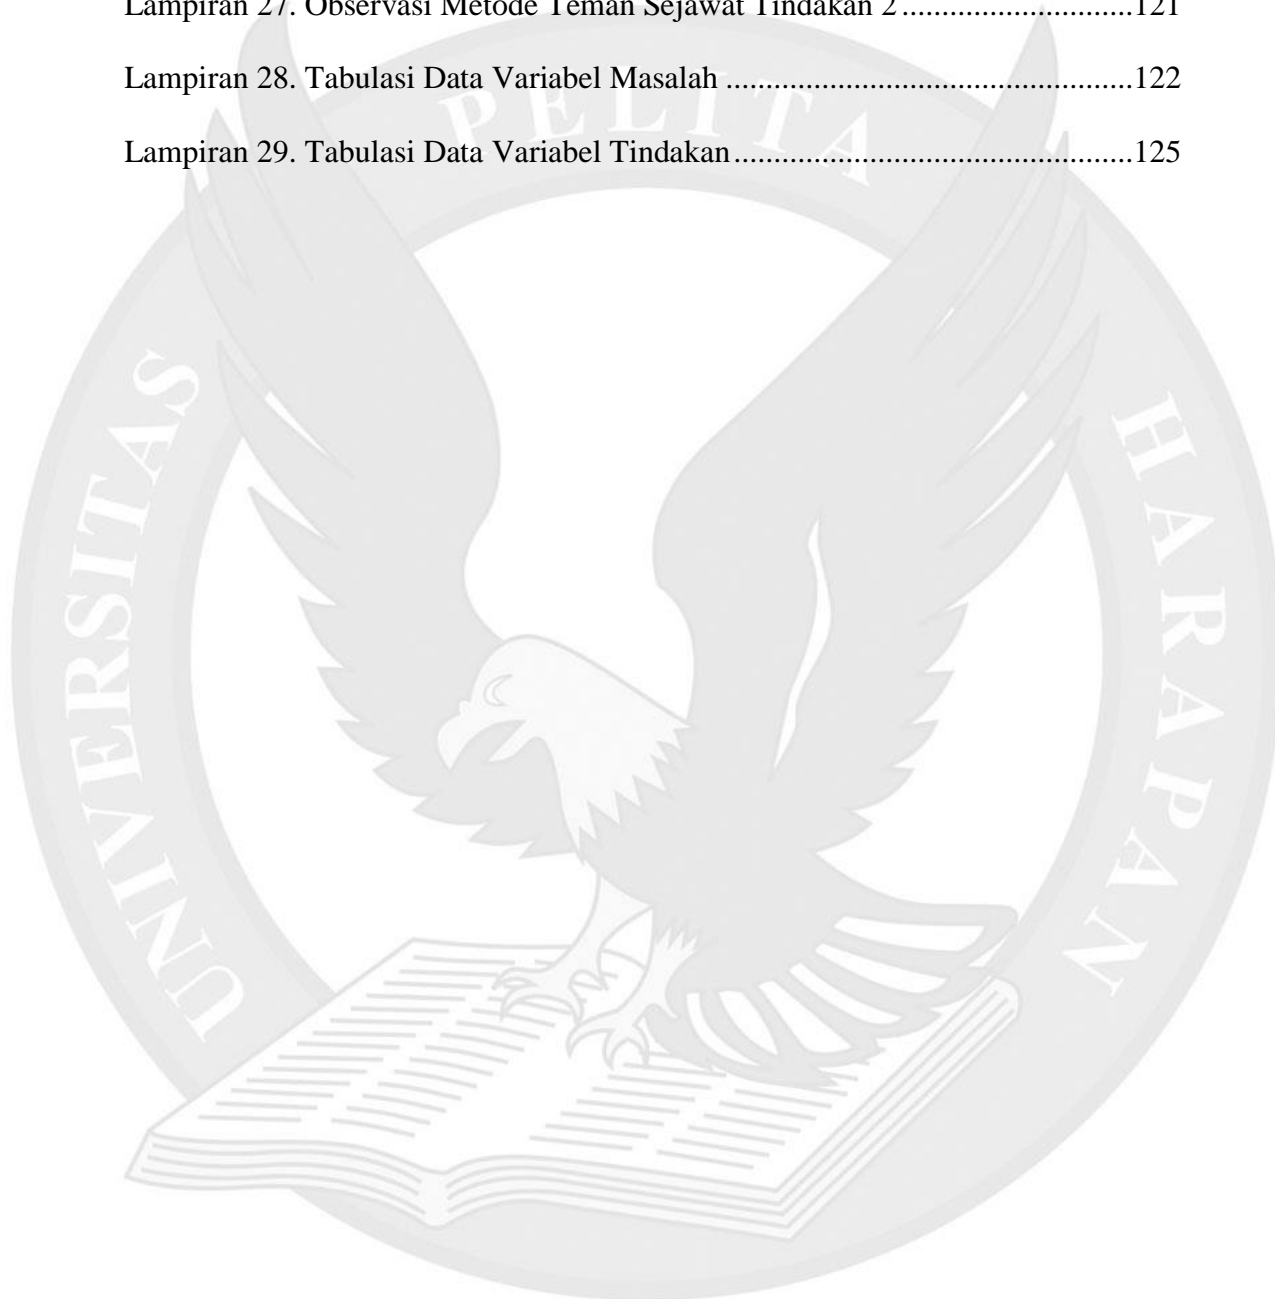 Lampiran 27. Observasi Metode Teman Sejawat Tindakan 2.............................121
Lampiran 28. Tabulasi Data Variabel Masalah ...................................................122
Lampiran 29. Tabulasi Data Variabel Tindakan..................................................125
UNIVERSITAS PELITA HARAPAN